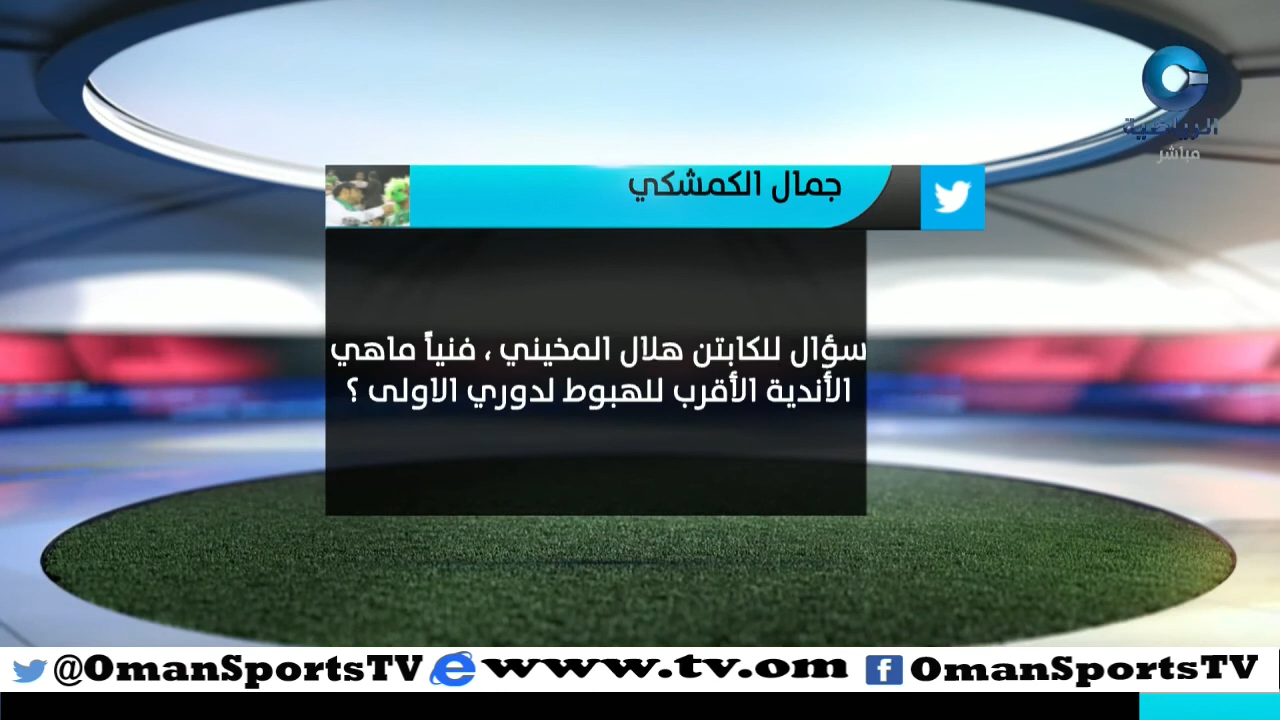 الرياضية
مباشر
جمال الكمشكي
سؤال للكابتن هلال المخيني ، فنياً ماهي
الأندية الأقرب للهبوط لدوري الاولى ؟
@OmanSportsTV www.tv.om OmanSportsTV